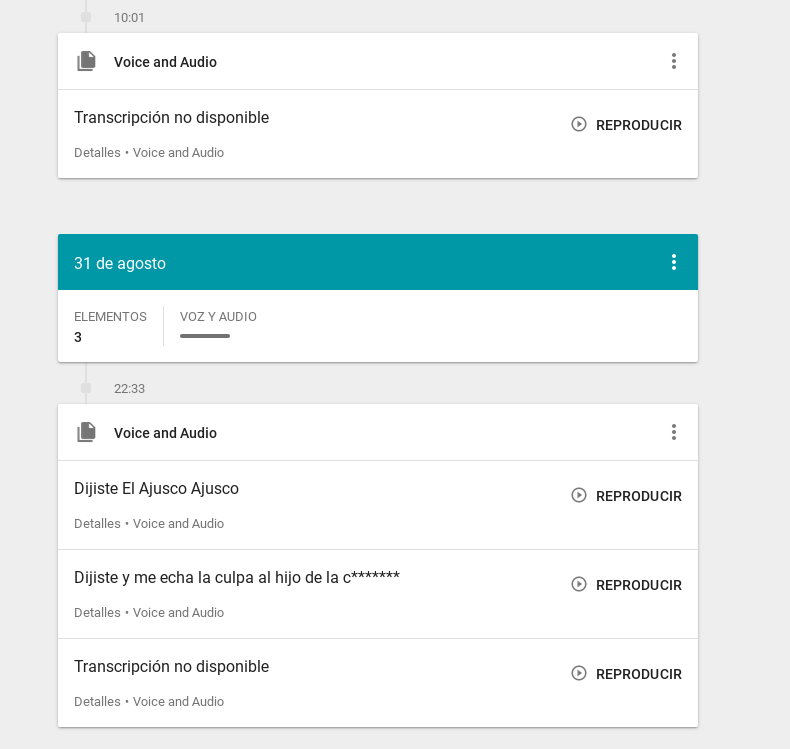 10:01
Voice and Audio
Transcripción no disponible
REPRODUCIR
Detalles • Voice and Audio
31 de agosto
ELEMENTOS
3
VOZ Y AUDIO
22:33
Voice and Audio
Dijiste El Ajusco Ajusco
REPRODUCIR
Detalles • Voice and Audio
Dijiste y me echa la culpa al hijo de la c*******
REPRODUCIR
Detalles • Voice and Audio
Transcripción no disponible
REPRODUCIR
Detalles • Voice and Audio